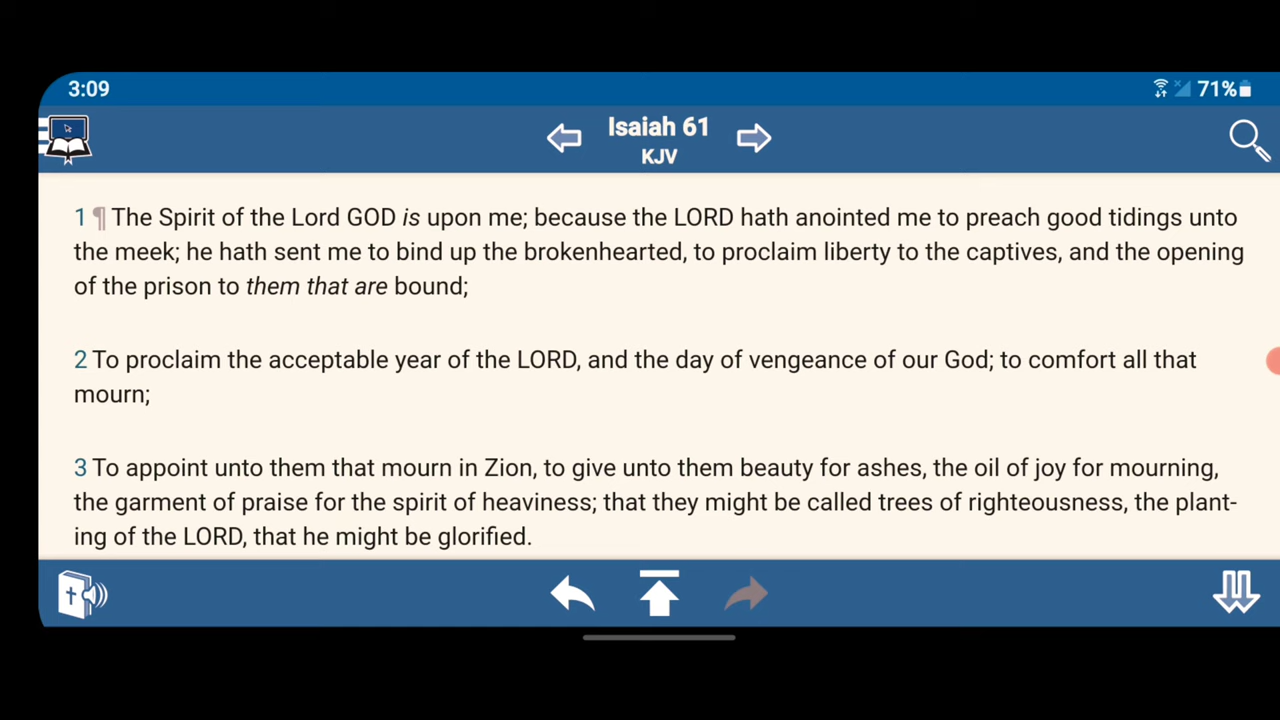 3:09
71%
Isaiah 61
KJV
1 ¶ The Spirit of the Lord GOD is upon me; because the LORD hath anointed me to preach good tidings unto
the meek; he hath sent me to bind up the brokenhearted, to proclaim liberty to the captives, and the opening
of the prison to them that are bound;
2 To proclaim the acceptable year of the LORD, and the day of vengeance of our God; to comfort all that
mourn;
3 To appoint unto them that mourn in Zion, to give unto them beauty for ashes, the oil of joy for mourning,
the garment of praise for the spirit of heaviness; that they might be called trees of righteousness, the plant-
ing of the LORD, that he might be glorified.